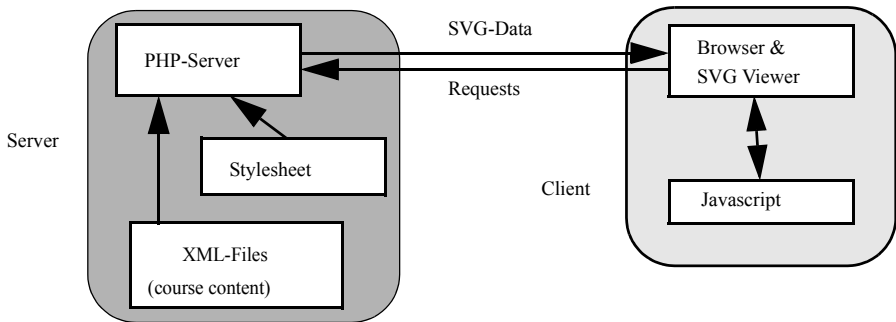 SVG-Data
PHP-Server
Browser &
SVG Viewer
Requests
Server
Stylesheet
Client
Javascript
XML-Files
(course content)